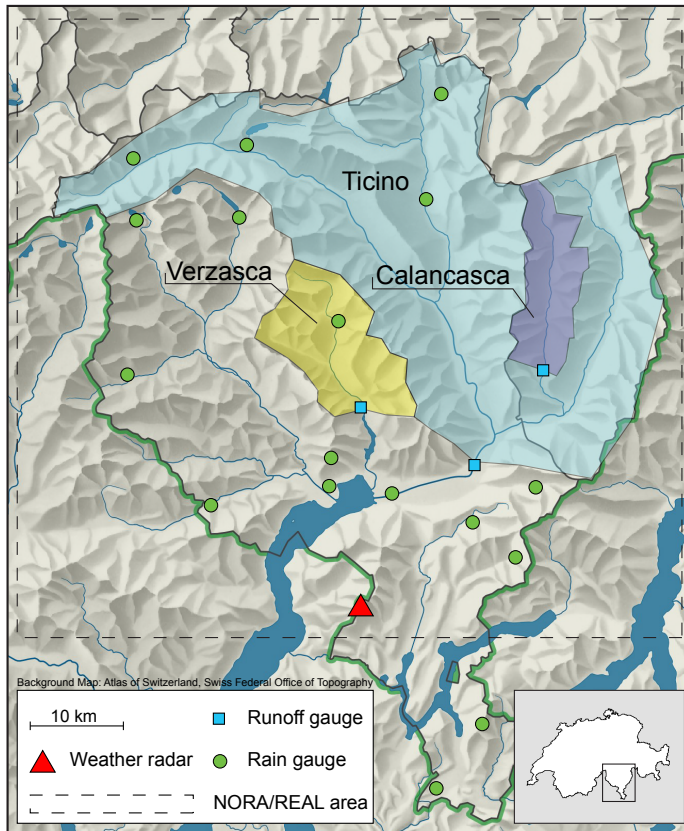 Ticino
Verzasca
Calancasca
Background Map: Atlas of Switzerland, Swiss Federal Office of Topography
10 km
Runoff gauge
Weather radar
Rain gauge
NORA/REAL area